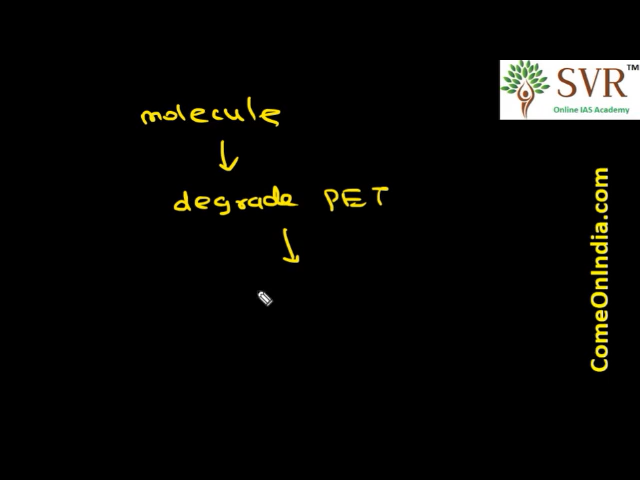 SVR™
Online IAS Academy
molecule
degrade PET
ComeOnIndia.com